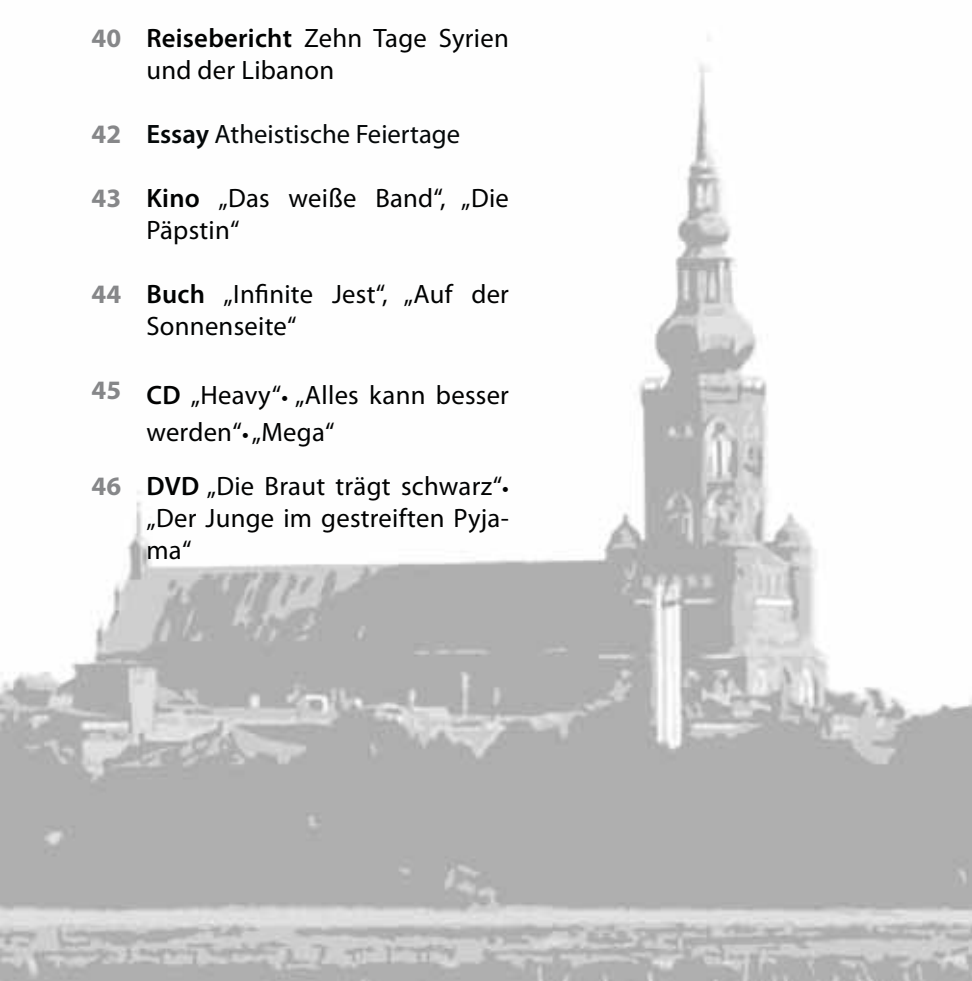 40 Reisebericht Zehn Tage Syrien
und der Libanon
42 Essay Atheistische Feiertage
43 Kino „Das weiße Band“, „Die
Päpstin“
44 Buch „Infinite Jest“, „Auf der
Sonnenseite“
45 CD „Heavy“• „Alles kann besser
werden“•„Mega“
46 DVD „Die Braut trägt schwarz“•
„Der Junge im gestreiften Pyja-
ma“